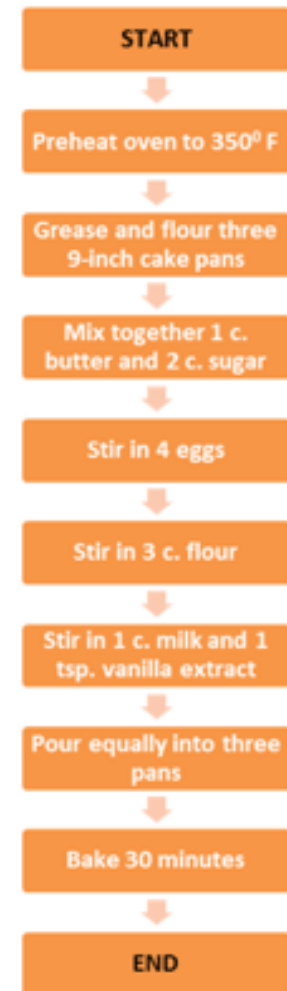 START
Preheat oven to 350⁰ F
Grease and flour three
9-inch cake pans
Mix together 1 c.
butter and 2 c. sugar
Stir in 4 eggs
Stir in 3 c. flour
Stir in 1 c. milk and 1
tsp. vanilla extract
Pour equally into three
pans
Bake 30 minutes
END